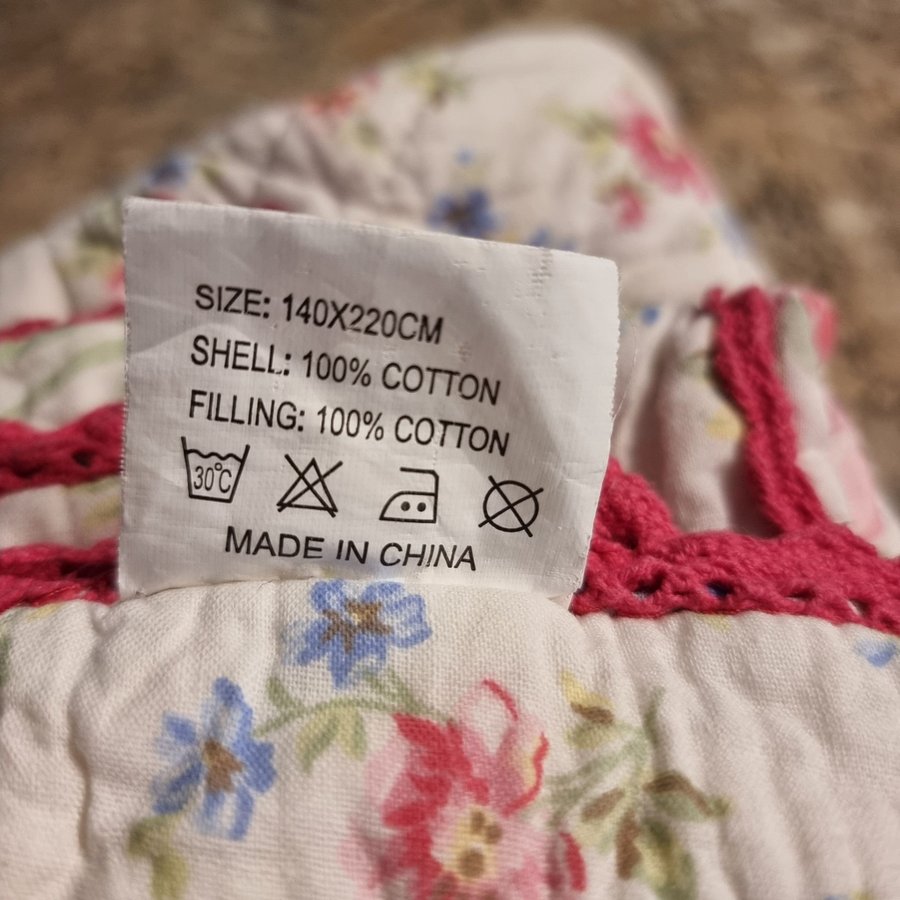 SIZE: 140X220CM
SHELL: 100% COTTON
FILLING: 100% COTTON
30°C
MADE IN CHINA